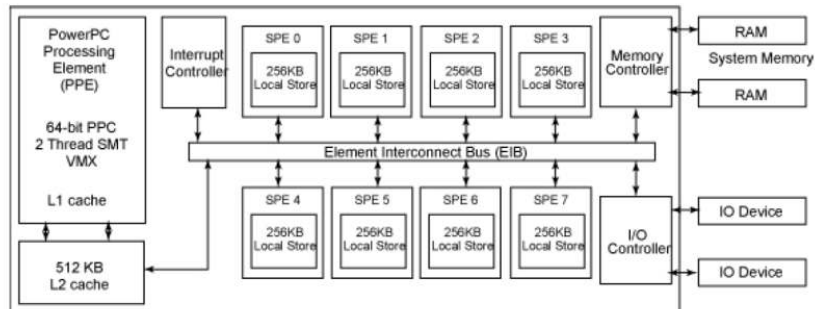 PowerPC
Processing
Element
(PPE)
64-bit PPC
2 Thread SMT
VMX
L1 cache
512 KB
L2 cache
Interrupt
Controller
SPE 0
256KB
Local Store
SPE 1
256KB
Local Store
SPE 2
256KB
Local Store
SPE 3
256KB
Local Store
Element Interconnect Bus (EIB)
SPE 4
256KB
Local Store
SPE 5
256KB
Local Store
SPE 6
256KB
Local Store
SPE 7
256KB
Local Store
Memory
Controller
I/O
Controller
RAM
System Memory
RAM
IO Device
IO Device